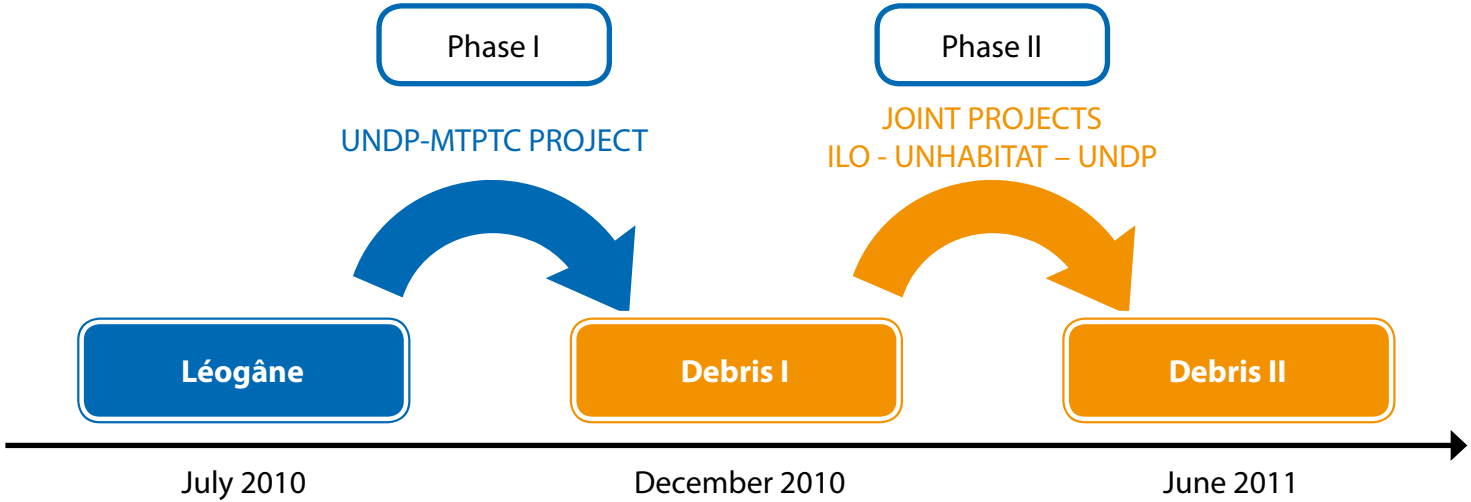 Phase I
Phase II
UNDP-MTPTC PROJECT
JOINT PROJECTS
ILO - UNHABITAT – UNDP
Léogâne
Debris I
Debris II
July 2010
December 2010
June 2011